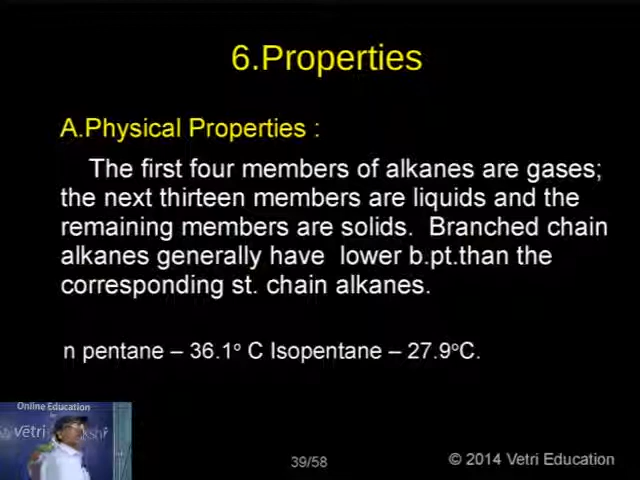 6.Properties
A.Physical Properties :
The first four members of alkanes are gases;
the next thirteen members are liquids and the
remaining members are solids. Branched chain
alkanes generally have lower b.pt.than the
corresponding st. chain alkanes.
n pentane – 36.1° C Isopentane – 27.9°C.
Online Education
Vetri
39/58
© 2014 Vetri Education